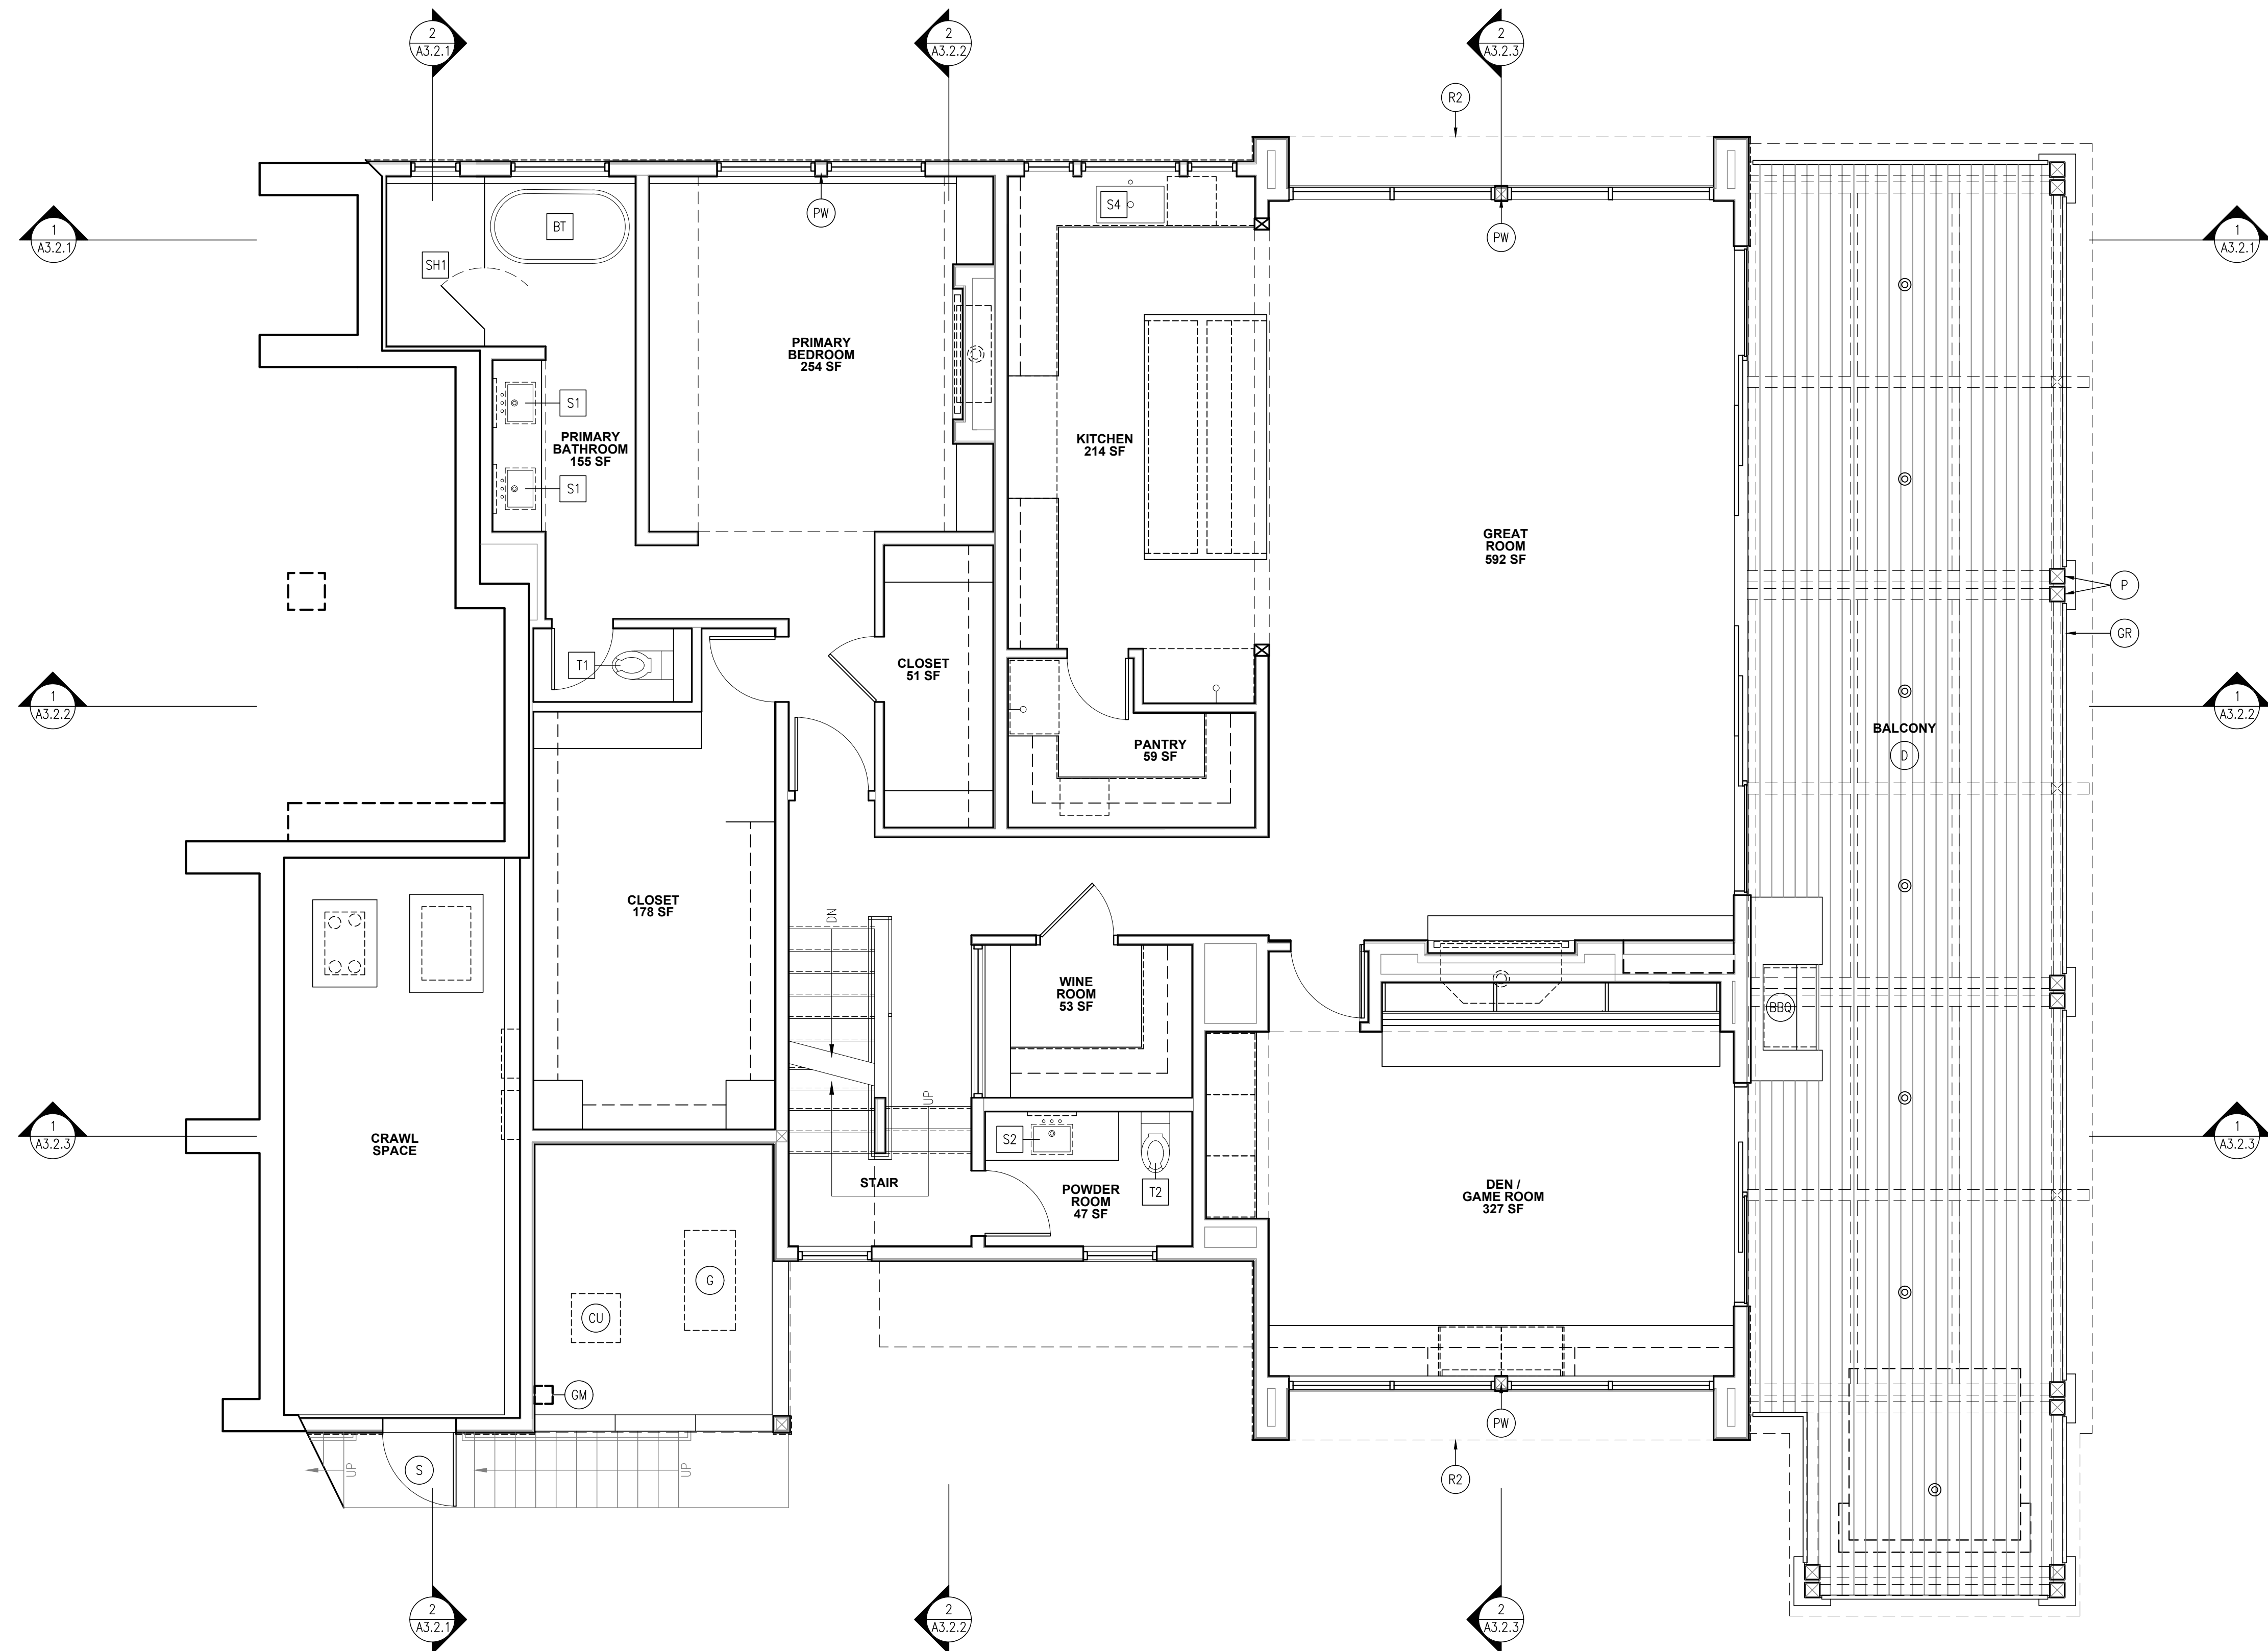 2
A3.2.1
2
A3.2.2
2
A3.2.3
R2
1
A3.2.1
1
A3.2.1
BT
SH1
PW
S4
PW
PRIMARY
BEDROOM
254 SF
S1
PRIMARY
BATHROOM
155 SF
S1
KITCHEN
214 SF
GREAT
ROOM
592 SF
P
GR
T1
CLOSET
51 SF
1
A3.2.2
1
A3.2.2
PANTRY
59 SF
BALCONY
D
CLOSET
178 SF
DN
WINE
ROOM
53 SF
BBQ
UP
1
A3.2.3
1
A3.2.3
CRAWL
SPACE
S2
STAIR
POWDER
ROOM
47 SF
T2
DEN /
GAME ROOM
327 SF
G
CU
GM
PW
UP
S
UP
R2
2
A3.2.1
2
A3.2.2
2
A3.2.3